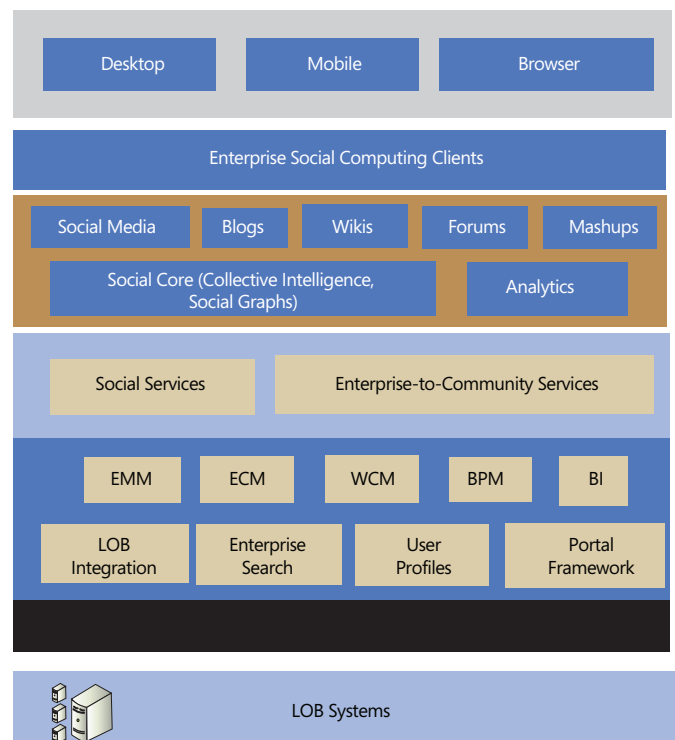 Desktop
Mobile
Browser
Enterprise Social Computing Clients
Social Media
Blogs
Wikis
Forums
Mashups
Social Core (Collective Intelligence,
Social Graphs)
Analytics
Social Services
Enterprise-to-Community Services
EMM
ECM
WCM
BPM
BI
LOB
Integration
Enterprise
Search
User
Profiles
Portal
Framework
LOB Systems